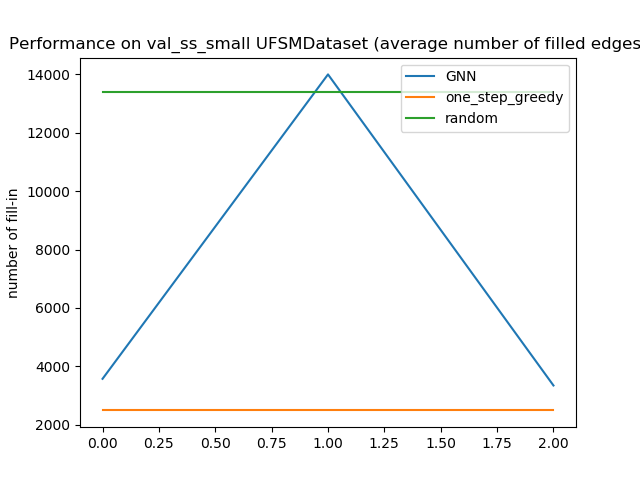 Performance on val_ss_small UFSMDataset (average number of filled edges
14000
12000
10000
8000
6000
4000
2000
number of fill-in
GNN
one_step_greedy
random
0.00 0.25 0.50 0.75 1.00 1.25 1.50 1.75 2.00